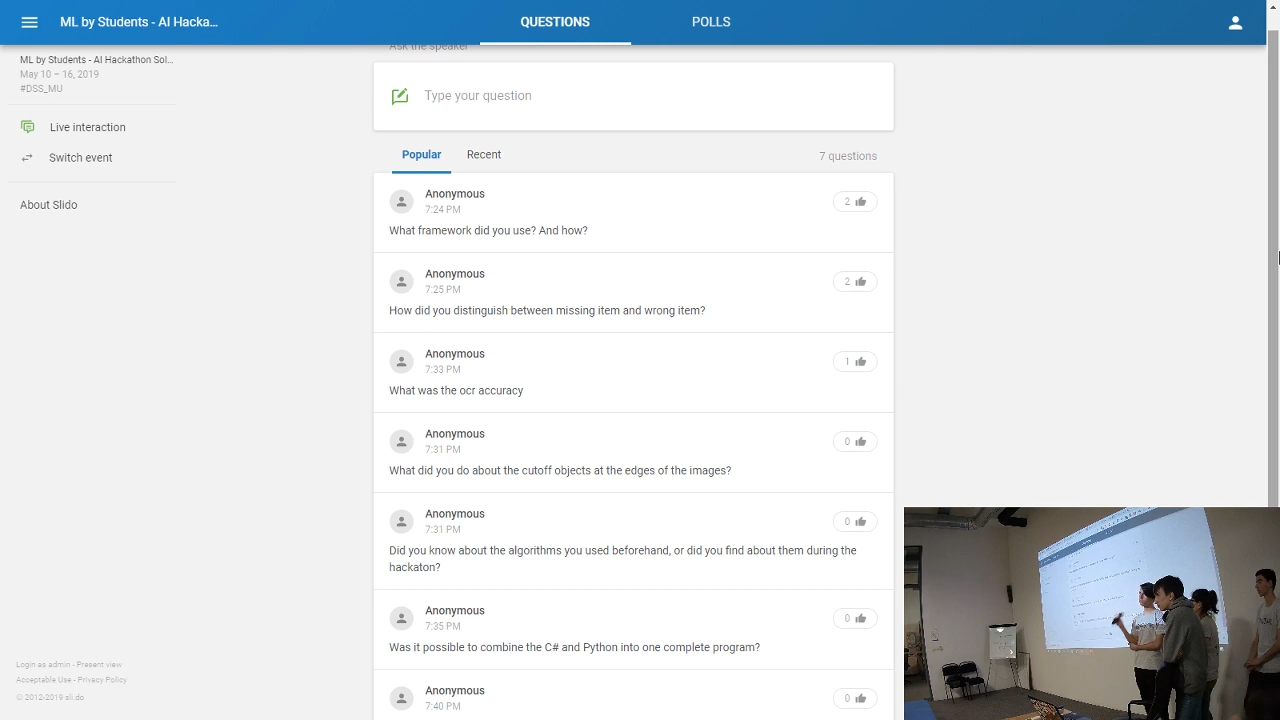 ML by Students - AI Hacka...
QUESTIONS
POLLS
ML by Students - AI Hackathon Sol...
May 10 – 16, 2019
#DSS_MU
Live interaction
Switch event
About Slido
Login as admin - Present view
Acceptable Use - Privacy Policy
© 2012-2019 sli.do
Ask the speaker
Type your question
Popular
Recent
7 questions
Anonymous
7:24 PM
2
What framework did you use? And how?
Anonymous
7:25 PM
2
How did you distinguish between missing item and wrong item?
Anonymous
7:33 PM
1
What was the ocr accuracy
Anonymous
7:31 PM
0
What did you do about the cutoff objects at the edges of the images?
Anonymous
7:31 PM
0
Did you know about the algorithms you used beforehand, or did you find about them during the
hackaton?
Anonymous
7:35 PM
0
Was it possible to combine the C# and Python into one complete program?
Anonymous
7:40 PM
0